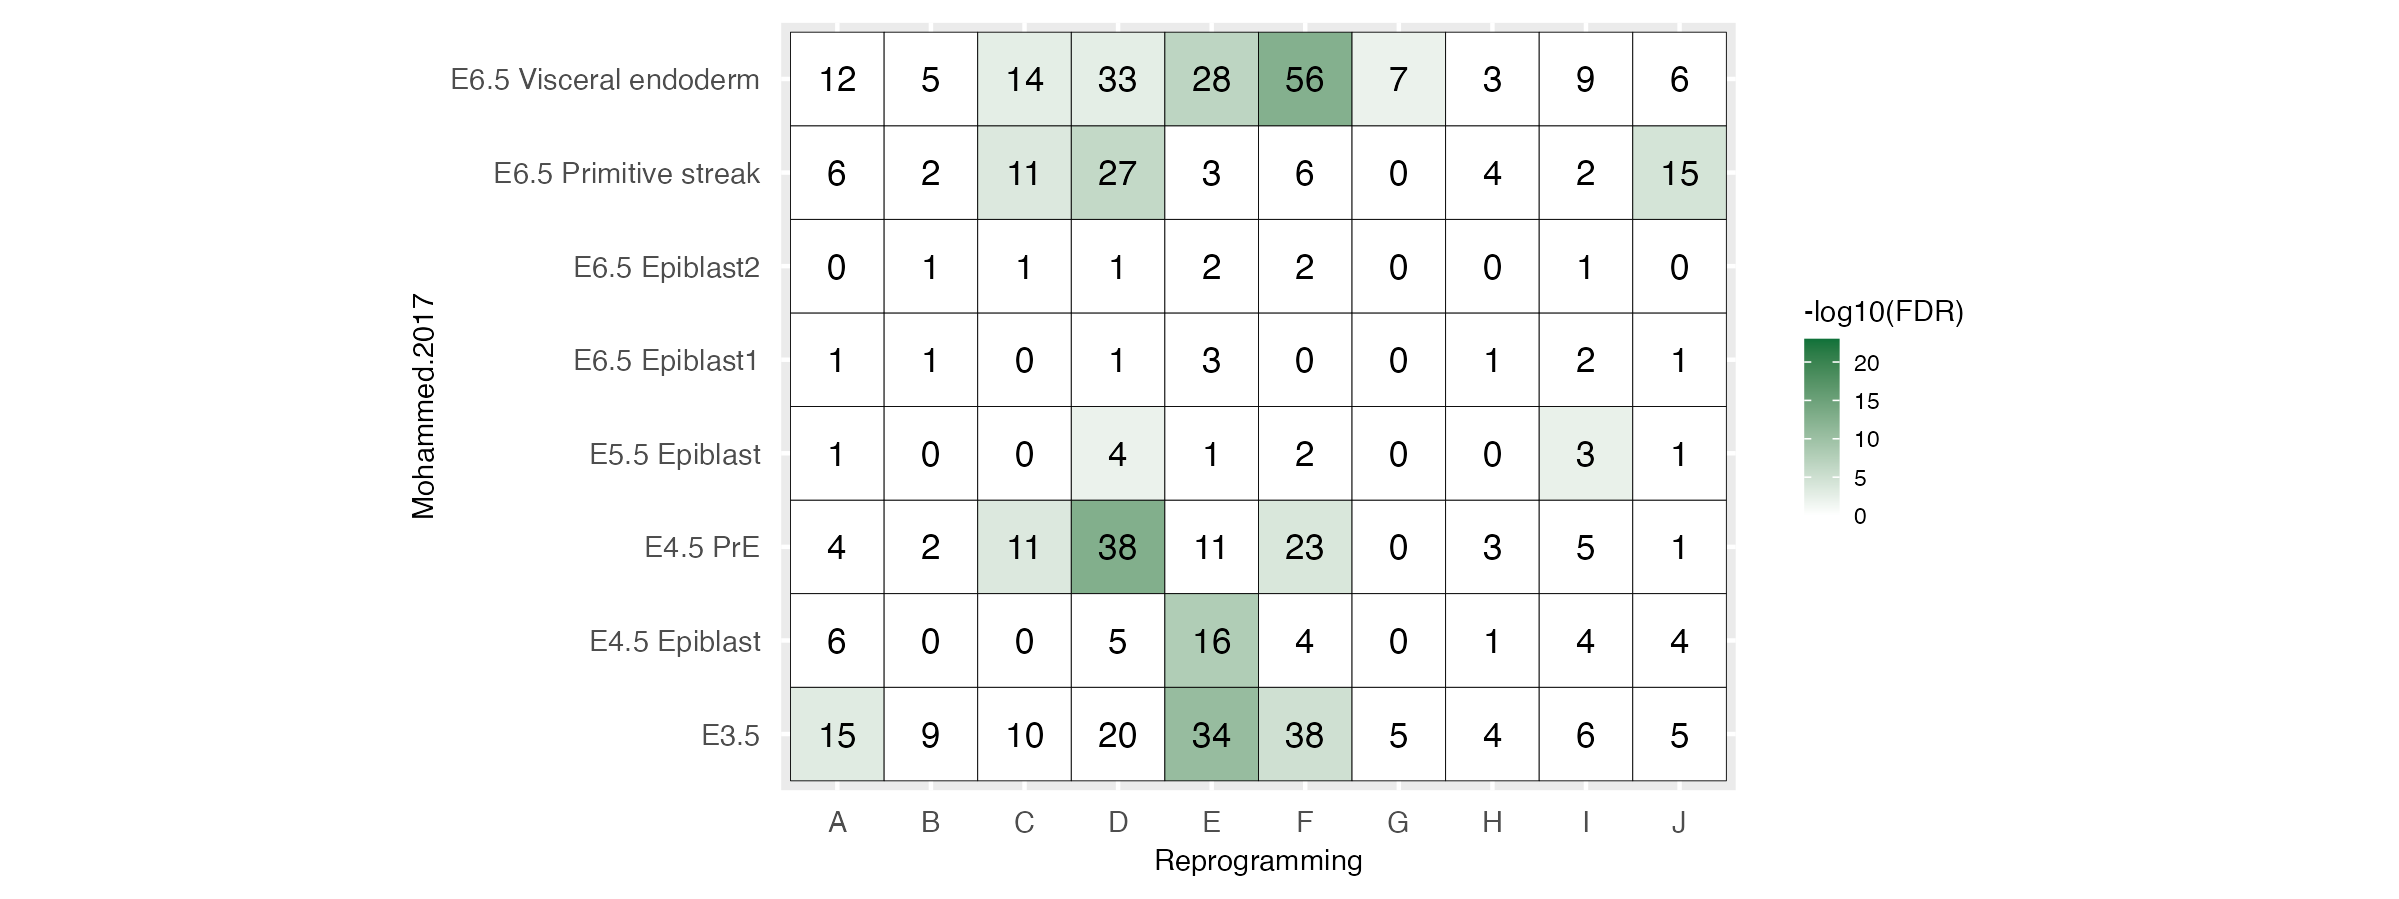 E6.5 Visceral endoderm 12 5 14 33 28 56 7 3 9 6
E6.5 Primitive streak 6 2 11 27 3 6 0 4 2 15
E6.5 Epiblast2 0 1 1 1 2 2 0 0 1 0
E6.5 Epiblast1 1 1 0 1 3 0 0 1 2 1
E5.5 Epiblast 1 0 0 4 1 2 0 0 3 1
E4.5 PrE 4 2 11 38 11 23 0 3 5 1
E4.5 Epiblast 6 0 0 5 16 4 0 1 4 4
E3.5 15 9 10 20 34 38 5 4 6 5
A B C D E F G H I J
Reprogramming
Mohammed.2017
-log10(FDR)
20
15
10
5
0